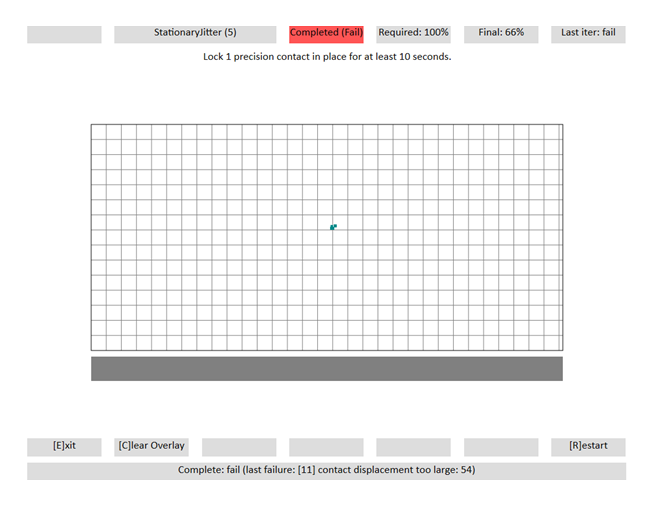 StationaryJitter (5)
Completed (Fail)
Required: 100%
Final: 66%
Last iter: fail
Lock 1 precision contact in place for at least 10 seconds.
[E]xit
[C]lear Overlay
[R]estart
Complete: fail (last failure: [11] contact displacement too large: 54)